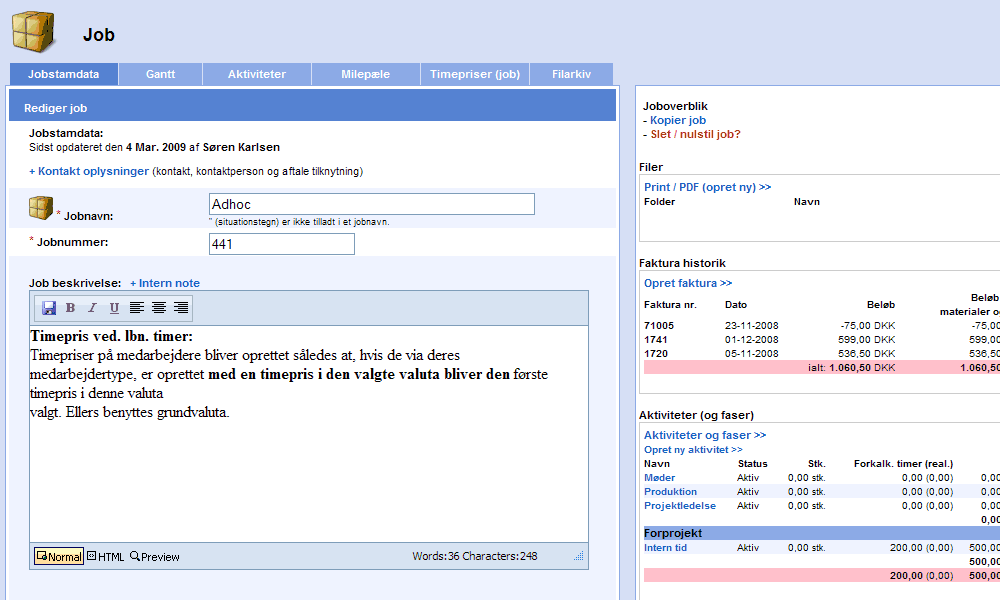 Job
Jobstamdata Gantt Aktiviteter Milepæle Timepriser (job) Filarkiv
Rediger job
Jobstamdata:
Sidst opdateret den 4 Mar. 2009 af Søren Karlsen
+ Kontakt oplysninger (kontakt, kontaktperson og aftale tilknytning)
* Jobnavn: Adhoc
" (situationstegn) er ikke tilladt i et jobnavn.
* Jobnummer: 441
Job beskrivelse: + Intern note
B I U
Timepris ved. lbn. timer:
Timepriser på medarbejdere bliver oprettet således at, hvis de via deres
medarbejdertype, er oprettet med en timepris i den valgte valuta bliver den første
timepris i denne valuta
valgt. Ellers benyttes grundvaluta.
Normal HTML Preview Words:36 Characters:248
Joboverblik
- Kopier job
- Slet / nulstil job?
Filer
Print / PDF (opret ny) >>
Folder Navn
Faktura historik
Opret faktura >>
Beløb
Faktura nr. Dato Beløb materialer o
71005 23-11-2008 -75,00 DKK -75,0
1741 01-12-2008 599,00 DKK 599,0
1720 05-11-2008 536,50 DKK 536,5
ialt: 1.060,50 DKK 1.060,5
Aktiviteter (og faser)
Aktiviteter og faser >>
Opret ny aktivitet >>
Navn Status Stk. Forkalk. timer (real.)
Møder Aktiv 0,00 stk. 0,00 (0,00) 0,00
Produktion Aktiv 0,00 stk. 0,00 (0,00) 0,00
Projektledelse Aktiv 0,00 stk. 0,00 (0,00) 0,00
0,00
Forprojekt
Intern tid Aktiv 0,00 stk. 200,00 (0,00) 500,00
500,00
200,00 (0,00) 500,00